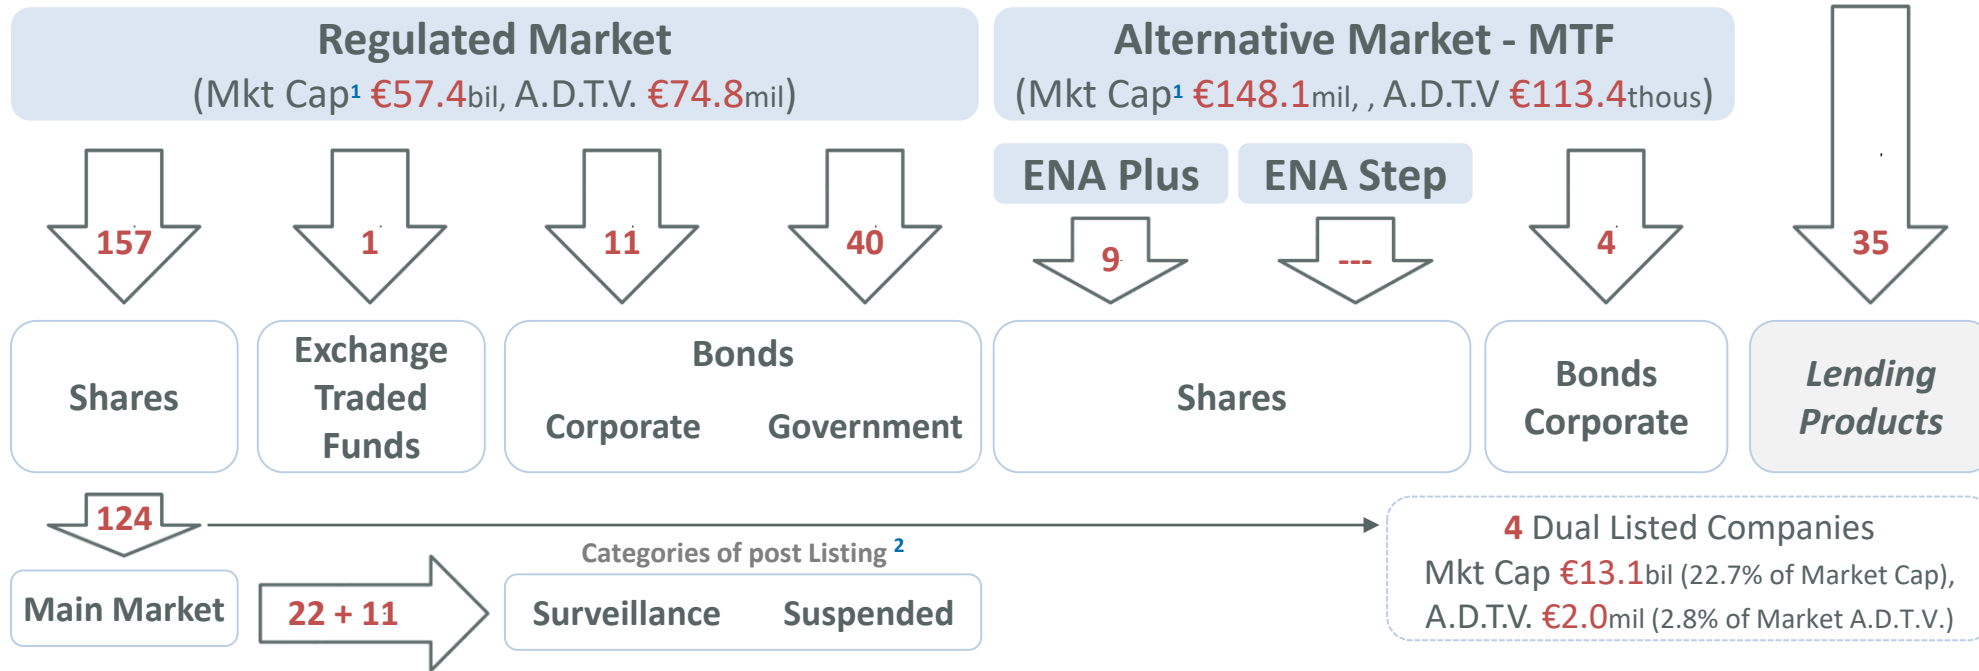 Regulated Market
(Mkt Cap¹ €57.4bil, A.D.T.V. €74.8mil)
Alternative Market - MTF
(Mkt Cap¹ €148.1mil, , A.D.T.V €113.4thous)
ENA Plus
ENA Step
157
1
11
40
9
---
4
35
Shares
Exchange
Traded
Funds
Bonds
Corporate Government
Shares
Bonds
Corporate
Lending
Products
124
Main Market
22 + 11
Categories of post Listing ²
Surveillance Suspended
4 Dual Listed Companies
Mkt Cap €13.1bil (22.7% of Market Cap),
A.D.T.V. €2.0mil (2.8% of Market A.D.T.V.)